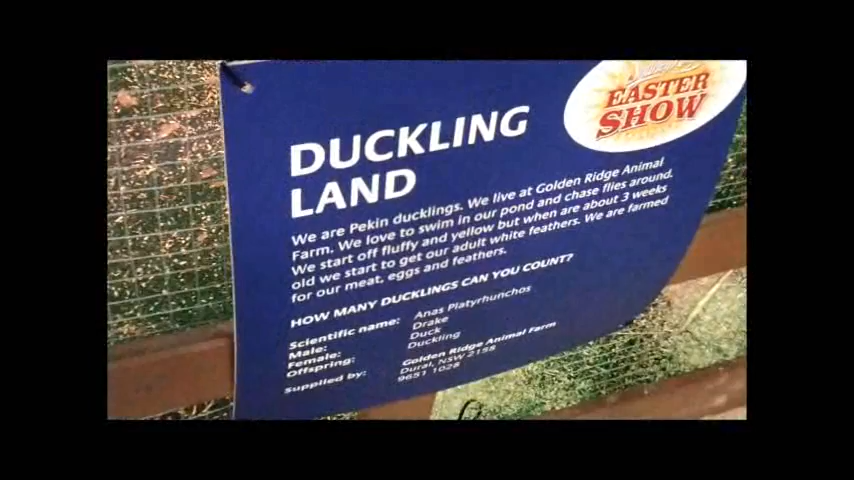 EASTER
SHOW
DUCKLING
LAND
We are Pekin ducklings. We live at Golden Ridge Animal
Farm. We love to swim in our pond and chase flies around.
We start off fluffy and yellow but when are about 3 weeks
old we start to get our adult white feathers. We are farmed
for our meat, eggs and feathers.
HOW MANY DUCKLINGS CAN YOU COUNT?
Scientific name: Anas Platyrhunchos
Male: Drake
Female: Duck
Offspring: Duckling
Supplied by: Golden Ridge Animal Farm
Dural, NSW 2158
9651 1028